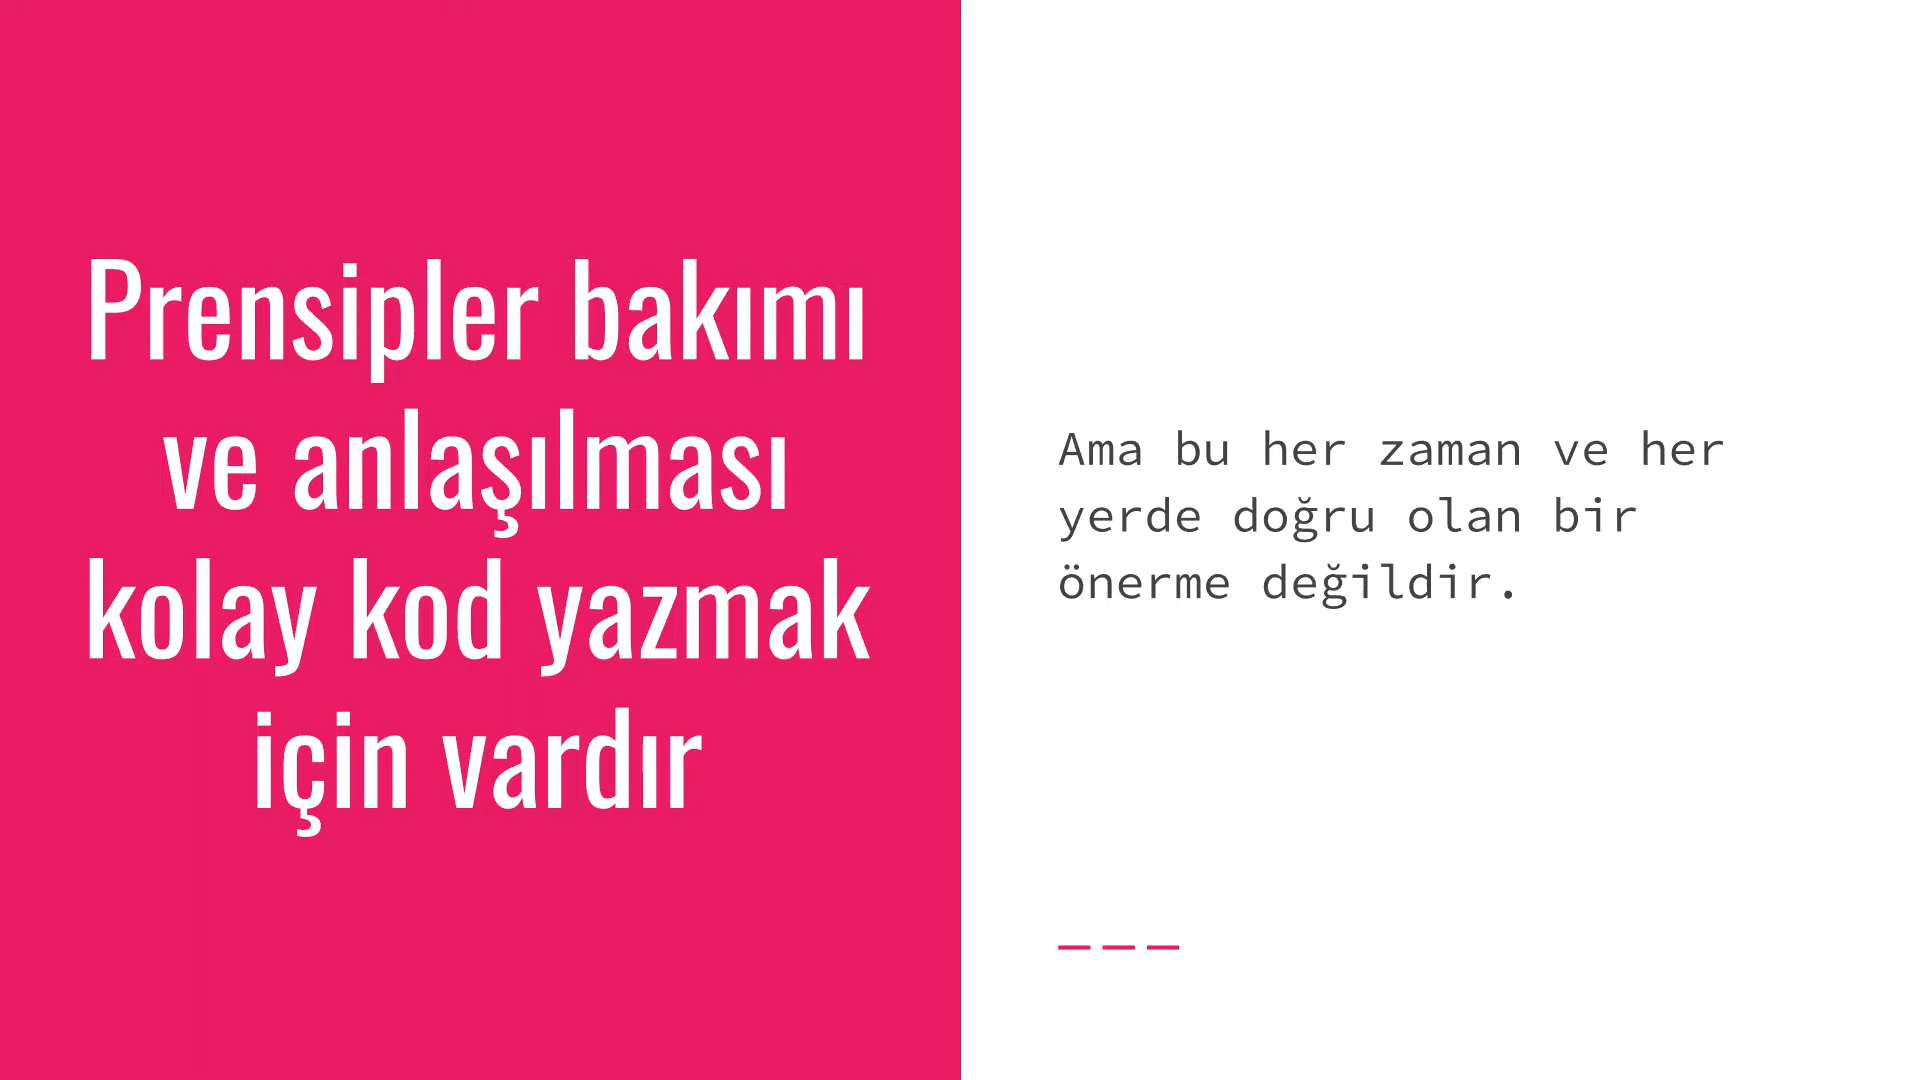 Prensipler bakımı
ve anlaşılması
kolay kod yazmak
için vardır
Ama bu her zaman ve her
yerde doğru olan bir
önerme değildir.